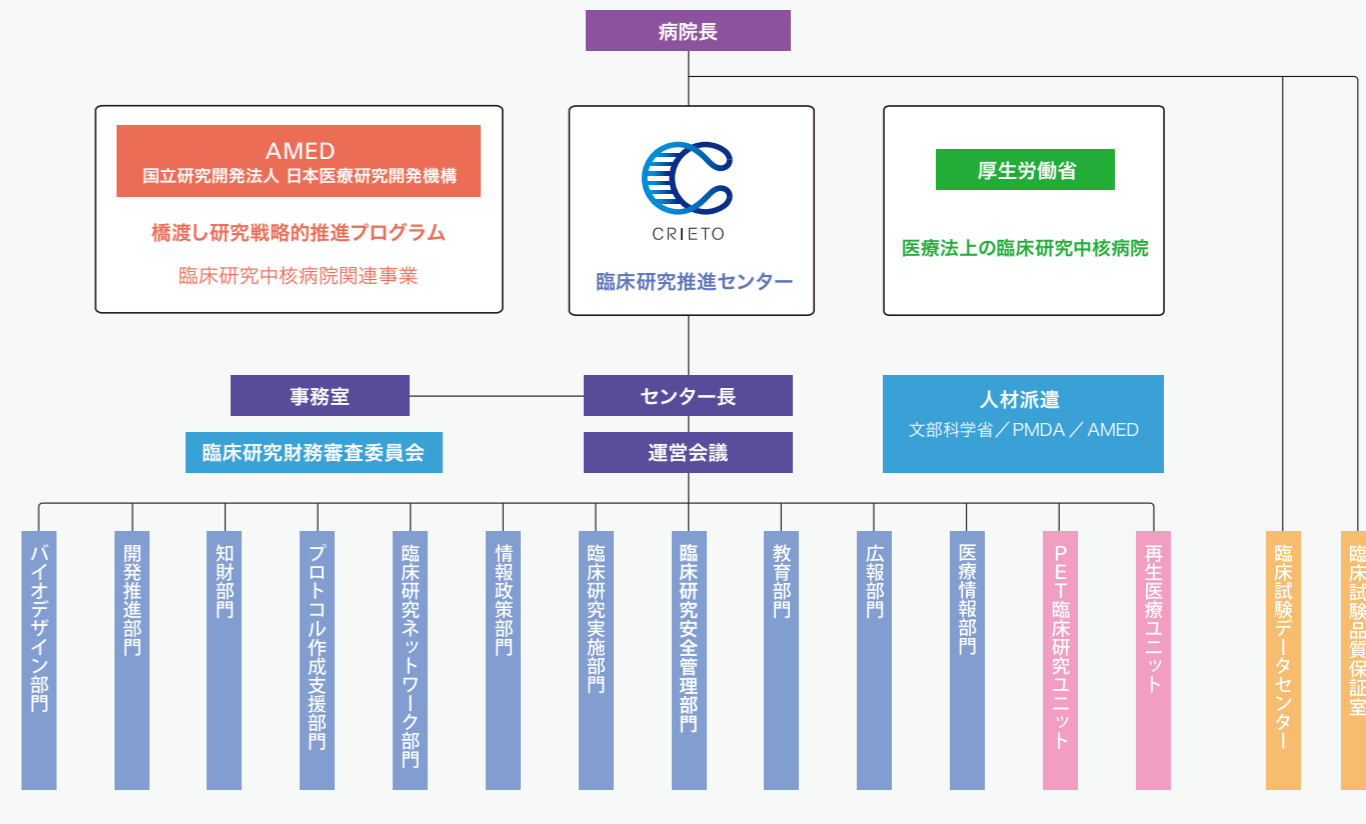 病院長
AMED
国立研究開発法人 日本医療研究開発機構
橋渡し研究戦略的推進プログラム
臨床研究中核病院関連事業
CRIETO
臨床研究推進センター
厚生労働省
医療法上の臨床研究中核病院
事務室
センター長
人材派遣
文部科学省／PMDA／AMED
臨床研究財務審査委員会
運営会議
バイオデザイン部門
開発推進部門
知財部門
プロトコル作成支援部門
臨床研究ネットワーク部門
情報政策部門
臨床研究実施部門
臨床研究安全管理部門
教育部門
広報部門
医療情報部門
PET臨床研究ユニット
再生医療ユニット
臨床試験データセンター
臨床試験品質保証室